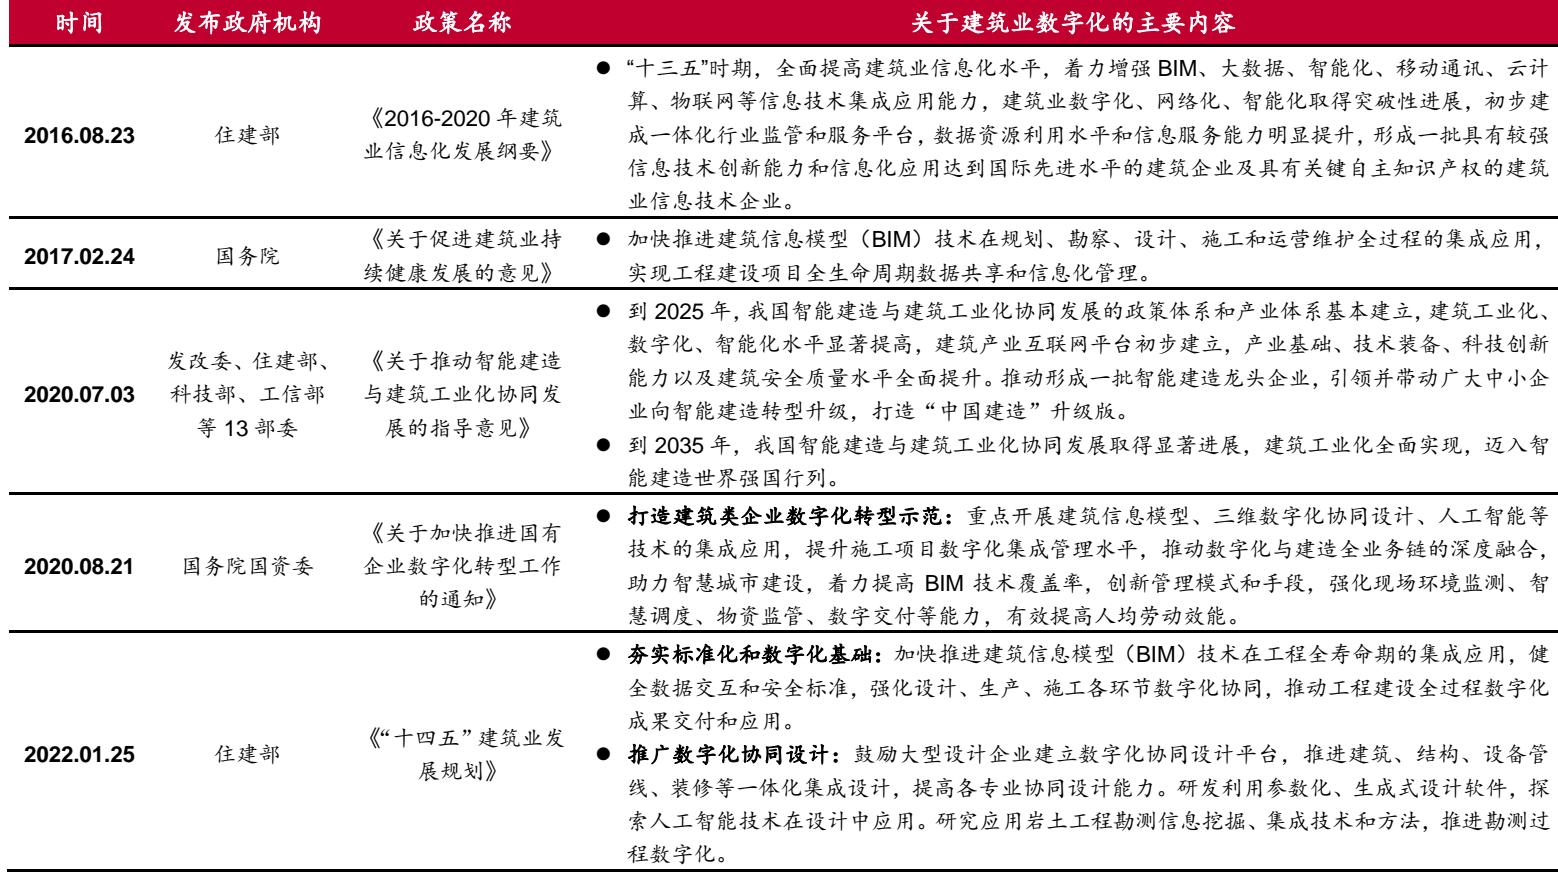 时间 发布政府机构 政策名称 关于建筑业数字化的主要内容
2016.08.23
住建部
《2016-2020 年建筑
业信息化发展纲要》
● “十三五”时期，全面提高建筑业信息化水平，着力增强 BIM、大数据、智能化、移动通讯、云计
算、物联网等信息技术集成应用能力，建筑业数字化、网络化、智能化取得突破性进展，初步建
成一体化行业监管和服务平台，数据资源利用水平和信息服务能力明显提升，形成一批具有较强
信息技术创新能力和信息化应用达到国际先进水平的建筑企业及具有关键自主知识产权的建筑
业信息技术企业。
2017.02.24
国务院
《关于促进建筑业持
续健康发展的意见》
● 加快推进建筑信息模型（BIM）技术在规划、勘察、设计、施工和运营维护全过程的集成应用，
实现工程建设项目全生命周期数据共享和信息化管理。
2020.07.03
发改委、住建部、
科技部、工信部
等 13 部委
《关于推动智能建造
与建筑工业化协同发
展的指导意见》
● 到 2025 年，我国智能建造与建筑工业化协同发展的政策体系和产业体系基本建立，建筑工业化、
数字化、智能化水平显著提高，建筑产业互联网平台初步建立，产业基础、技术装备、科技创新
能力以及建筑安全质量水平全面提升。推动形成一批智能建造龙头企业，引领并带动广大中小企
业向智能建造转型升级，打造“中国建造”升级版。
● 到 2035 年，我国智能建造与建筑工业化协同发展取得显著进展，建筑工业化全面实现，迈入智
能建造世界强国行列。
2020.08.21
国务院国资委
《关于加快推进国有
企业数字化转型工作
的通知》
● 打造建筑类企业数字化转型示范：重点开展建筑信息模型、三维数字化协同设计、人工智能等
技术的集成应用，提升施工项目数字化集成管理水平，推动数字化与建造全业务链的深度融合，
助力智慧城市建设，着力提高 BIM 技术覆盖率，创新管理模式和手段，强化现场环境监测、智
慧调度、物资监管、数字交付等能力，有效提高人均劳动效能。
2022.01.25
住建部
《“十四五”建筑业发
展规划》
● 夯实标准化和数字化基础：加快推进建筑信息模型（BIM）技术在工程全寿命期的集成应用，健
全数据交互和安全标准，强化设计、生产、施工各环节数字化协同，推动工程建设全过程数字化
成果交付和应用。
● 推广数字化协同设计：鼓励大型设计企业建立数字化协同设计平台，推进建筑、结构、设备管
线、装修等一体化集成设计，提高各专业协同设计能力。研发利用参数化、生成式设计软件，探
索人工智能技术在设计中应用。研究应用岩土工程勘测信息挖掘、集成技术和方法，推进勘测过
程数字化。